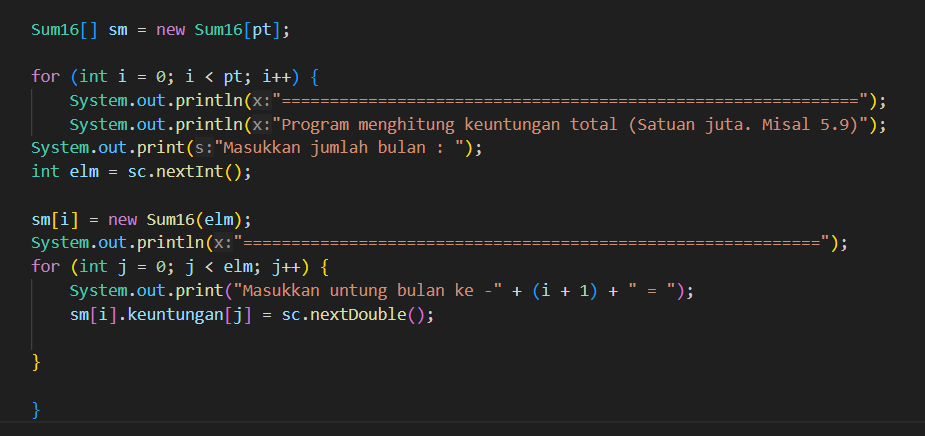 Sum16[] sm = new Sum16[pt];
for (int i = 0; i < pt; i++) {
System.out.println(x:"============================================================");
System.out.println(x:"Program menghitung keuntungan total (Satuan juta. Misal 5.9)");
System.out.print(s:"Masukkan jumlah bulan : ");
int elm = sc.nextInt();
sm[i] = new Sum16(elm);
System.out.println(x:"============================================================");
for (int j = 0; j < elm; j++) {
System.out.print("Masukkan untung bulan ke -" + (i + 1) + " = ");
sm[i].keuntungan[j] = sc.nextDouble();
}
}